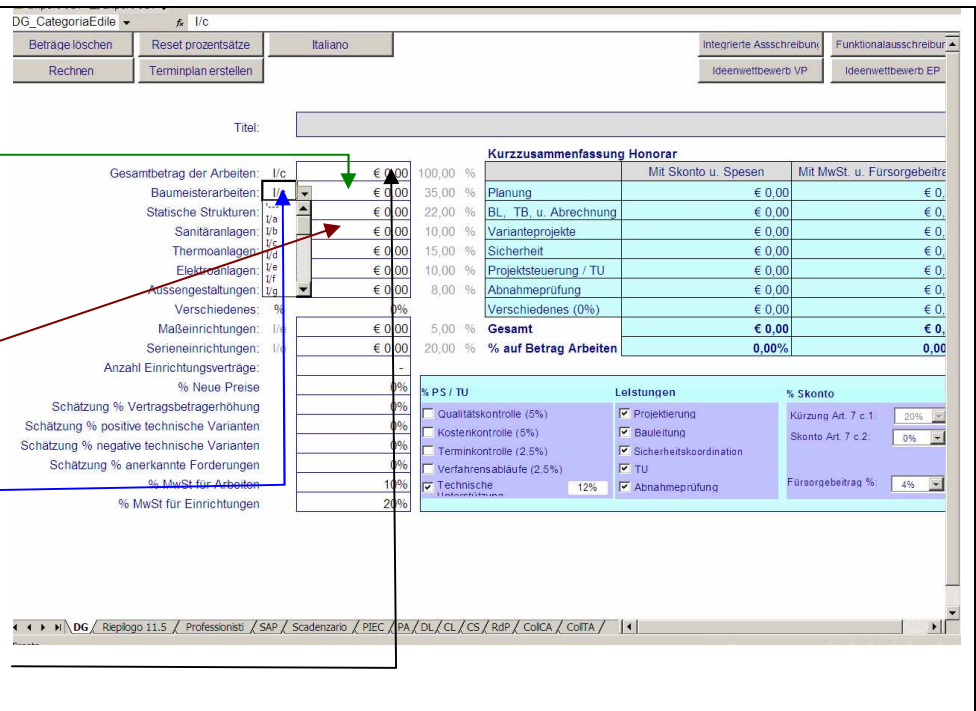 DG_CategoriaEdile fx I/c
Beträge löschen Reset prozentsätze Italiano Integrierte Assschreibung Funktionalausschreibur
Rechnen Terminplan erstellen Ideenwettbewerb VP Ideenwettbewerb EP
Titel:
Kurzzusammenfassung Honorar
Gesamtbetrag der Arbeiten: I/c € 0,00 100,00 % Mit Skonto u. Spesen Mit MwSt. u. Fürsorgebeitra
Baumeisterarbeiten: € 0,00 35,00 % Planung € 0,00 € 0,
Statische Strukturen: € 0,00 22,00 % BL, TB, u. Abrechnung € 0,00 € 0,
Sanitäranlagen: € 0,00 10,00 % Varianteprojekte € 0,00 € 0,
Thermoanlagen: € 0,00 15,00 % Sicherheit € 0,00 € 0,
Elektroanlagen: € 0,00 10,00 % Projektsteuerung / TU € 0,00 € 0,
Aussengestaltungen: € 0,00 8,00 % Abnahmeprüfung € 0,00 € 0,
'---
I/a
I/b
I/c
I/d
I/e
I/f
I/g
Verschiedenes: % 0% Verschiedenes (0%) € 0,00 € 0,
Maßeinrichtungen: I/e € 0,00 5,00 % Gesamt € 0,00 € 0,
Serieneinrichtungen: I/e € 0,00 20,00 % % auf Betrag Arbeiten 0,00% 0,00
Anzahl Einrichtungsverträge: -
% Neue Preise 0%
Schätzung % Vertragsbetragerhöhung 0%
Schätzung % positive technische Varianten 0%
Schätzung % negative technische Varianten 0%
Schätzung % anerkannte Forderungen 0%
% MwSt für Arbeiten 10%
% MwSt für Einrichtungen 20%
% PS / TU
Qualitätskontrolle (5%)
Kostenkontrolle (5%)
Terminkontrolle (2.5%)
Verfahrensabläufe (2,5%)
Technische 12%
Unterstützung
Leistungen
Projektierung
Bauleitung
Sicherheitskoordination
TU
Abnahmeprüfung
% Skonto
Kürzung Art. 7 c.1: 20%
Skonto Art. 7 c.2: 0%
Fürsorgebeitrag %: 4%
DG / Riepilogo 11.5 / Professionisti / SAP / Scadenzario / PIEC / PA / DL / CL / CS / RdP / CollCA / CollTA /